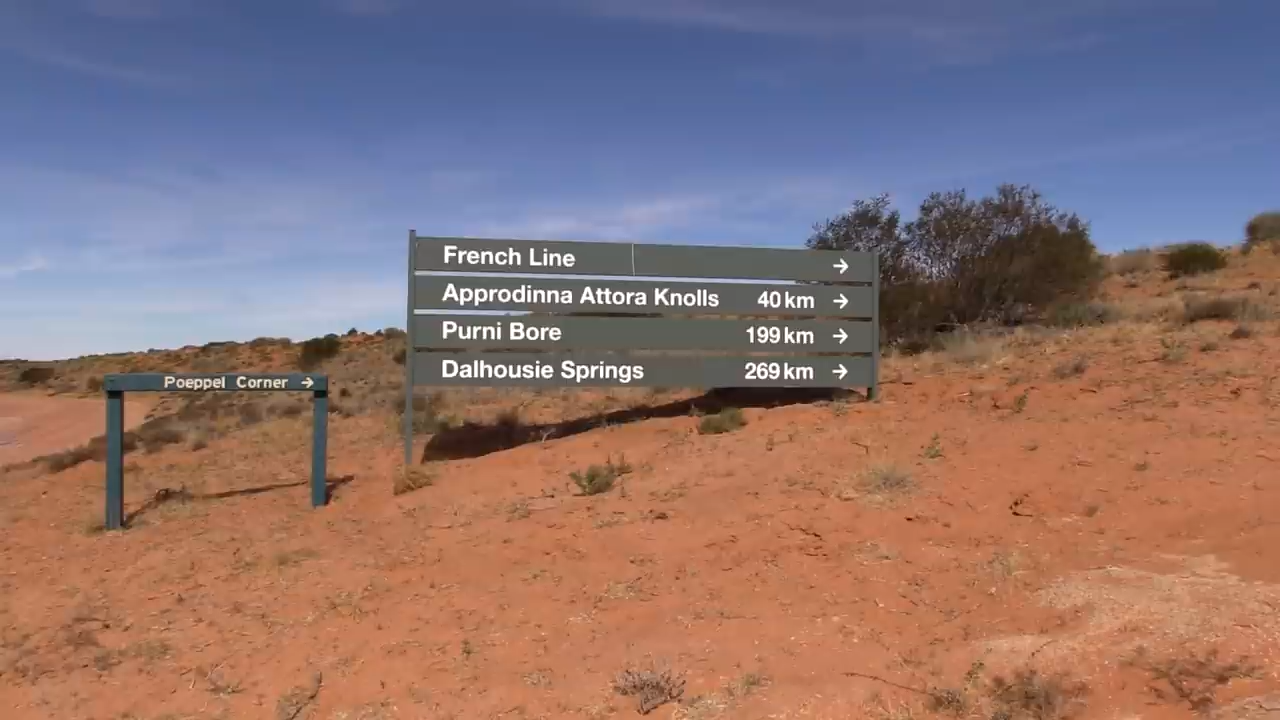 French Line →
Approdinna Attora Knolls 40 km →
Purni Bore 199 km →
Dalhousie Springs 269 km →
Poeppel Corner →